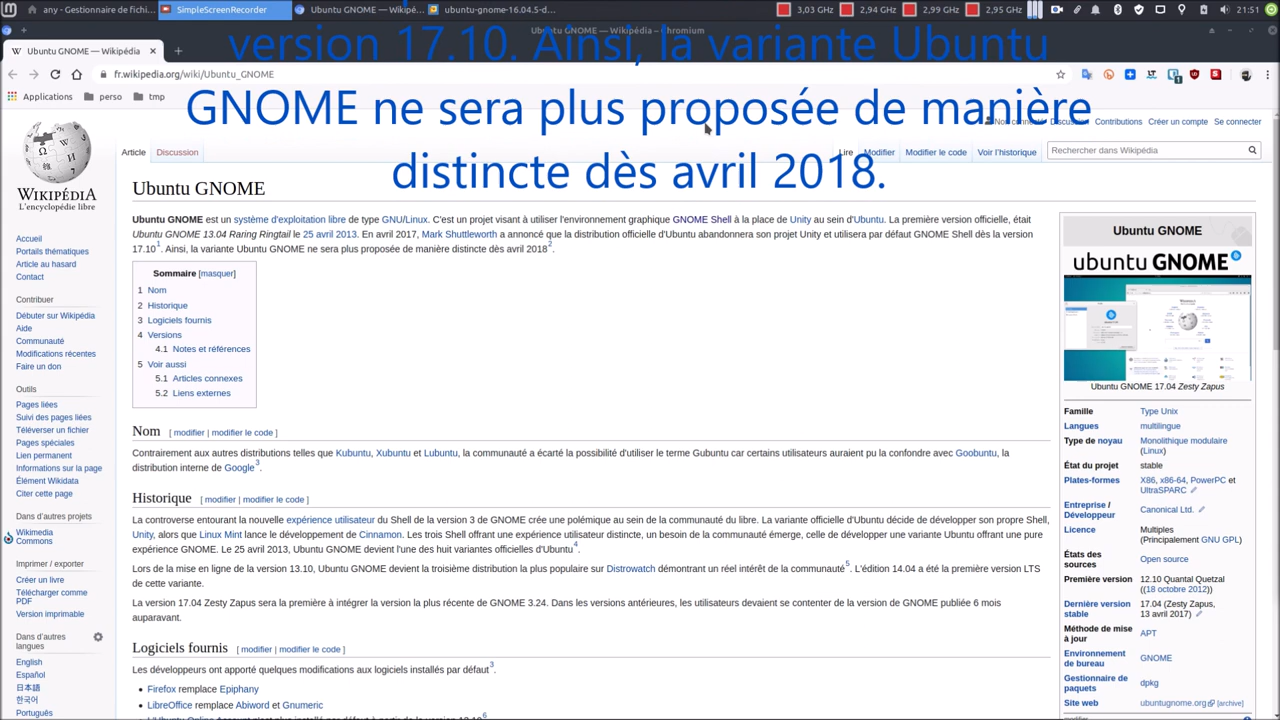 any - Gestionnaire de fichi...
SimpleScreenRecorder
Ubuntu GNOME — Wikipé...
ubuntu-gnome-16.04.5-d...
3,03 GHz
2,94 GHz
2,99 GHz
2,95 GHz
21:51
Ubuntu GNOME — Wikipédia – Chromium
version 17.10. Ainsi, la variante Ubuntu
GNOME ne sera plus proposée de manière
distincte dès avril 2018.
Ubuntu GNOME — Wikipédia
fr.wikipedia.org/wiki/Ubuntu_GNOME
Applications
perso
tmp
Non connecté Discussion Contributions Créer un compte Se connecter
Article Discussion
Lire Modifier Modifier le code Voir l'historique
Rechercher dans Wikipédia
WIKIPÉDIA
L'encyclopédie libre
Accueil
Portails thématiques
Article au hasard
Contact
Contribuer
Débuter sur Wikipédia
Aide
Communauté
Modifications récentes
Faire un don
Outils
Pages liées
Suivi des pages liées
Téléverser un fichier
Pages spéciales
Lien permanent
Informations sur la page
Élément Wikidata
Citer cette page
Dans d'autres projets
Wikimedia
Commons
Imprimer / exporter
Créer un livre
Télécharger comme
PDF
Version imprimable
Dans d'autres
langues
English
Español
日本語
한국어
Português
Ubuntu GNOME
Ubuntu GNOME est un système d'exploitation libre de type GNU/Linux. C'est un projet visant à utiliser l'environnement graphique GNOME Shell à la place de Unity au sein d'Ubuntu. La première version officielle, était
Ubuntu GNOME 13.04 Raring Ringtail le 25 avril 2013. En avril 2017, Mark Shuttleworth a annoncé que la distribution officielle d'Ubuntu abandonnera son projet Unity et utilisera par défaut GNOME Shell dès la version
17.10 1. Ainsi, la variante Ubuntu GNOME ne sera plus proposée de manière distincte dès avril 2018 2.
Sommaire [masquer]
1 Nom
2 Historique
3 Logiciels fournis
4 Versions
4.1 Notes et références
5 Voir aussi
5.1 Articles connexes
5.2 Liens externes
Nom [ modifier | modifier le code ]
Contrairement aux autres distributions telles que Kubuntu, Xubuntu et Lubuntu, la communauté a écarté la possibilité d'utiliser le terme Gubuntu car certains utilisateurs auraient pu la confondre avec Goobuntu, la
distribution interne de Google 3.
Historique [ modifier | modifier le code ]
La controverse entourant la nouvelle expérience utilisateur du Shell de la version 3 de GNOME crée une polémique au sein de la communauté du libre. La variante officielle d'Ubuntu décide de développer son propre Shell,
Unity, alors que Linux Mint lance le développement de Cinnamon. Les trois Shell offrant une expérience utilisateur distinct, un besoin de la communauté émerge, celle de développer une variante Ubuntu offrant une pure
expérience GNOME. Le 25 avril 2013, Ubuntu GNOME devient l'une des huit variantes officielles d'Ubuntu 4.
Lors de la mise en ligne de la version 13.10, Ubuntu GNOME devient la troisième distribution la plus populaire sur Distrowatch démontrant un réel intérêt de la communauté 5. L'édition 14.04 a été la première version LTS
de cette variante.
La version 17.04 Zesty Zapus sera la première à intégrer la version la plus récente de GNOME 3.24. Dans les versions antérieures, les utilisateurs devaient se contenter de la version de GNOME publiée 6 mois
auparavant.
Logiciels fournis [ modifier | modifier le code ]
Les développeurs ont apporté quelques modifications aux logiciels installés par défaut 3.
Firefox remplace Epiphany
LibreOffice remplace Abiword et Gnumeric
Ubuntu GNOME
ubuntu GNOME
Ubuntu GNOME 17.04 Zesty Zapus
Famille Type Unix
Langues multilingue
Type de noyau Monolithique modulaire
(Linux)
État du projet stable
Plates-formes X86, x86-64, PowerPC et
UltraSPARC
Entreprise / Développeur Canonical Ltd.
Licence Multiples
(Principalement GNU GPL)
États des sources Open source
Première version 12.10 Quantal Quetzal
((18 octobre 2012))
Dernière version stable 17.04 (Zesty Zapus,
13 avril 2017)
Méthode de mise à jour APT
Environnement de bureau GNOME
Gestionnaire de paquets dpkg
Site web ubuntugnome.org [archive]